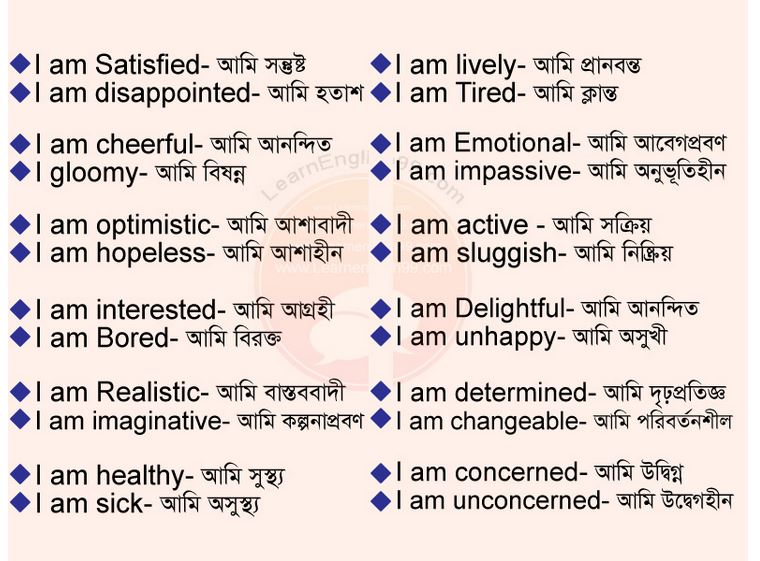 ◆I am Satisfied- আমি সন্তুষ্ট
◆I am disappointed- আমি হতাশ
◆I am cheerful- আমি আনন্দিত
◆I gloomy- আমি বিষন্ন
◆I am optimistic- আমি আশাবাদী
◆I am hopeless- আমি আশাহীন
◆I am interested- আমি আগ্রহী
◆I am Bored- আমি বিরক্ত
◆I am Realistic- আমি বাস্তববাদী
◆I am imaginative- আমি কল্পনাপ্রবণ
◆I am healthy- আমি সুস্থ্য
◆I am sick- আমি অসুস্থ্য
◆I am lively- আমি প্রানবন্ত
◆I am Tired- আমি ক্লান্ত
◆I am Emotional- আমি আবেগপ্রবণ
◆I am impassive- আমি অনুভূতিহীন
◆I am active - আমি সক্রিয়
◆I am sluggish- আমি নিষ্ক্রিয়
◆I am Delightful- আমি আনন্দিত
◆I am unhappy- আমি অসুখী
◆I am determined- আমি দৃঢ়প্রতিজ্ঞ
◆I am changeable- আমি পরিবর্তনশীল
◆I am concerned- আমি উদ্বিগ্ন
◆I am unconcerned- আমি উদ্বেগহীন